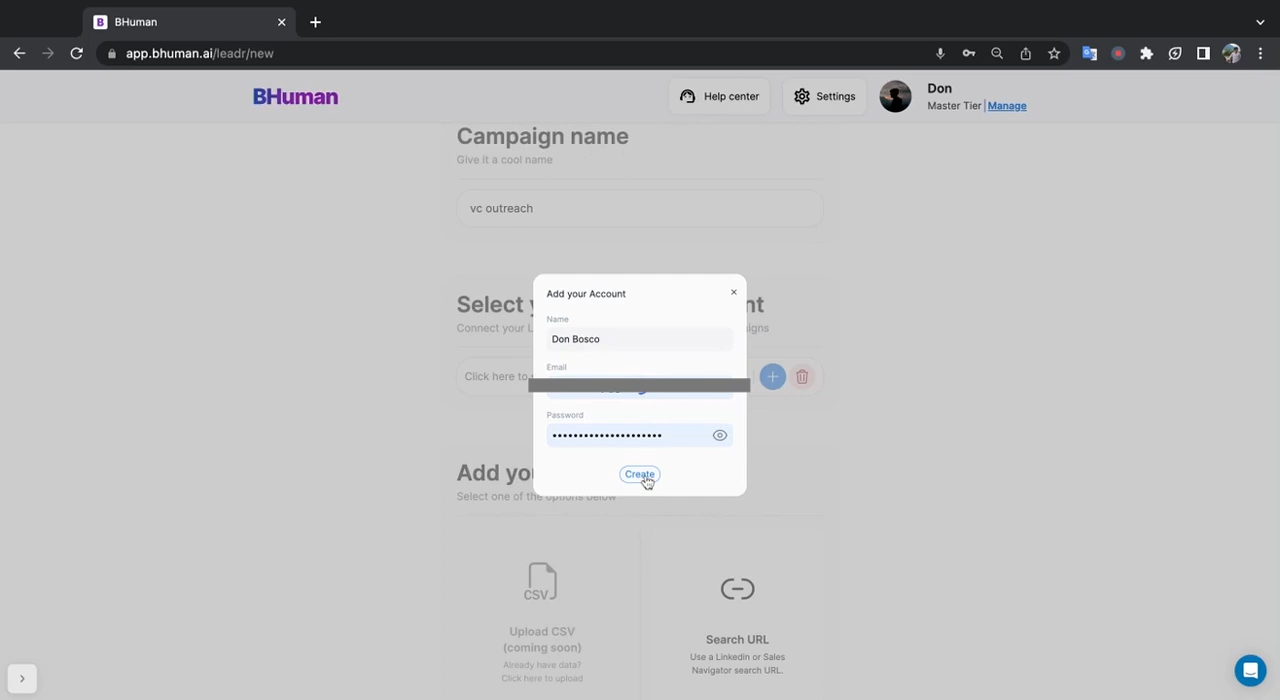 BHuman
app.bhuman.ai/leadr/new
BHuman
Help center
Settings
Don
Master Tier
Manage
Campaign name
Give it a cool name
vc outreach
Select
Connect your
Click here to
Add your Account
Name
Don Bosco
Email
Password
•••••••••••••••••••••
Create
Add
Select one of the options below
CSV
Upload CSV
(coming soon)
Already have data?
Click here to upload
Search URL
Use a LinkedIn or Sales
Navigator search URL.